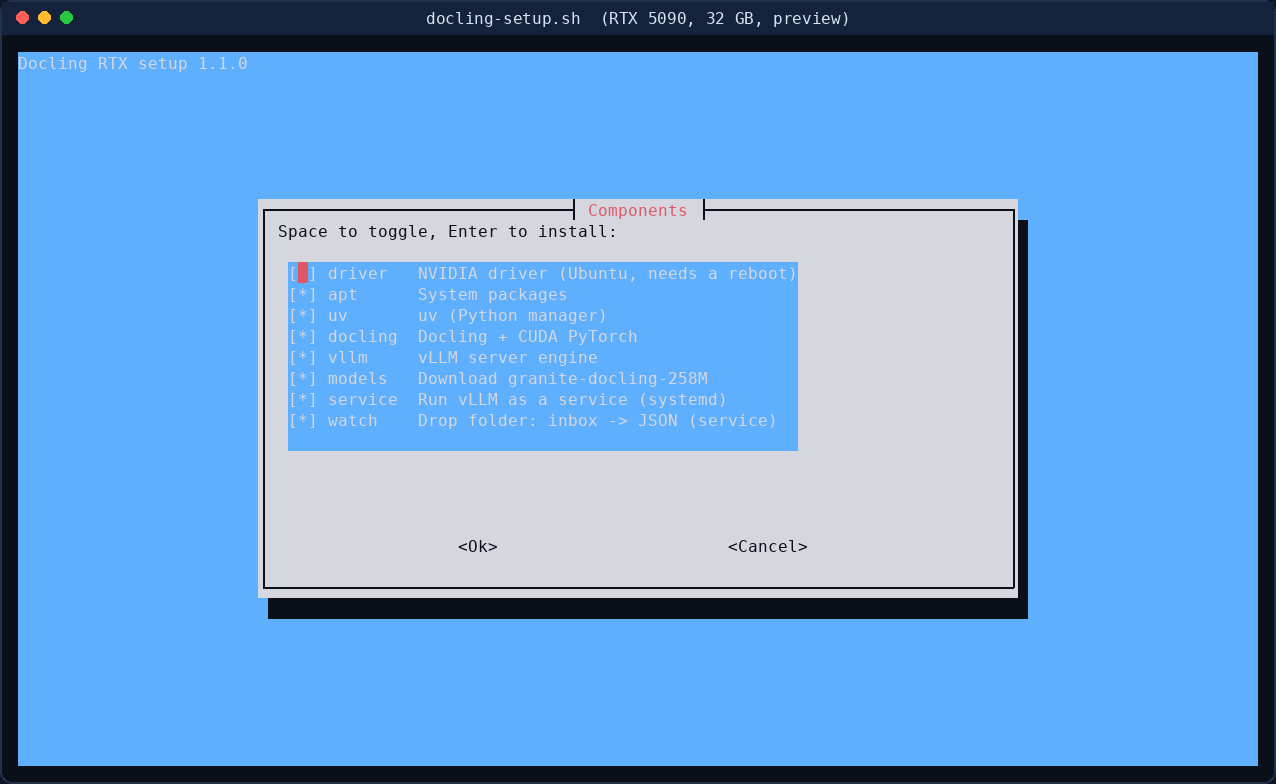 docling-setup.sh  (RTX 5090, 32 GB, preview)
Docling RTX setup 1.1.0
Components
Space to toggle, Enter to install:
[ ] driver   NVIDIA driver (Ubuntu, needs a reboot)
[*] apt      System packages
[*] uv       uv (Python manager)
[*] docling  Docling + CUDA PyTorch
[*] vllm     vLLM server engine
[*] models   Download granite-docling-258M
[*] service  Run vLLM as a service (systemd)
[*] watch    Drop folder: inbox -> JSON (service)
<Ok>                       <Cancel>